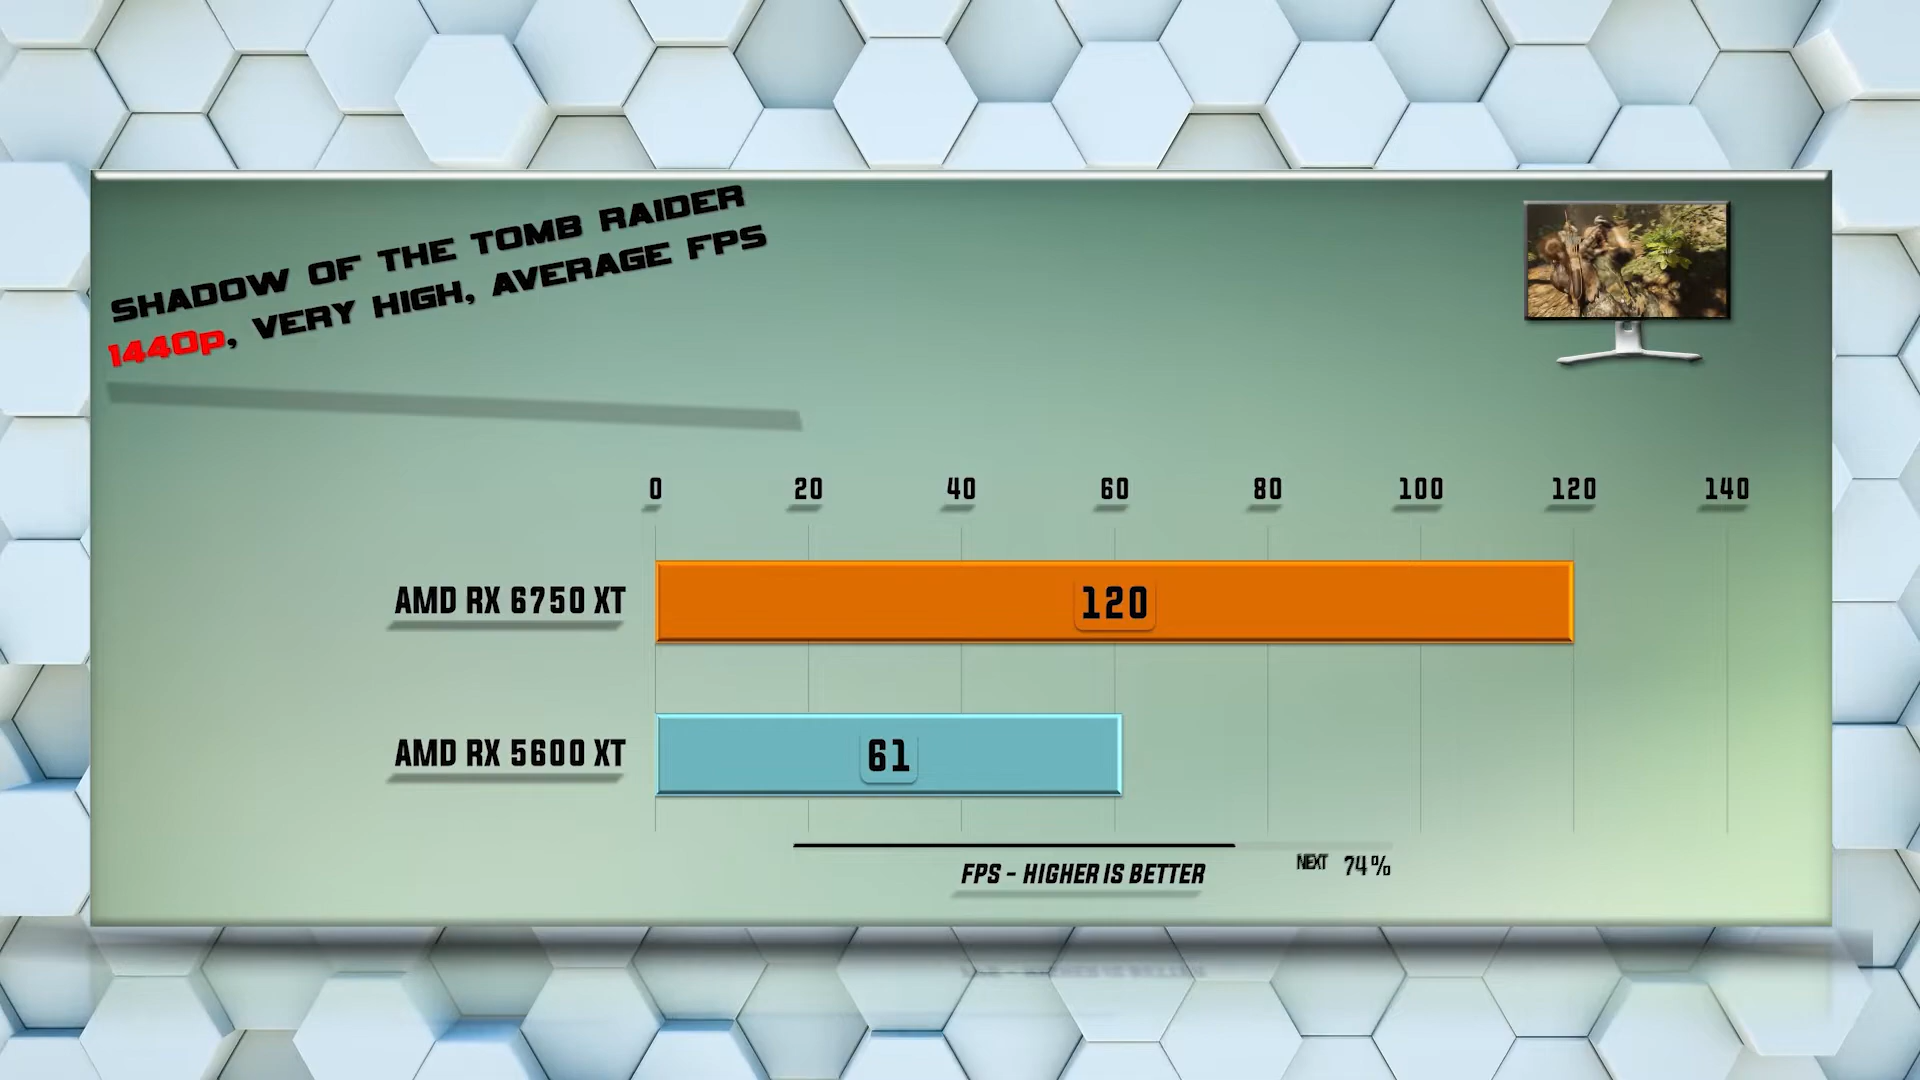 SHADOW OF THE TOMB RAIDER
1440p, VERY HIGH, AVERAGE FPS
0 20 40 60 80 100 120 140
AMD RX 6750 XT 120
AMD RX 5600 XT 61
FPS - HIGHER IS BETTER
NEXT 74%